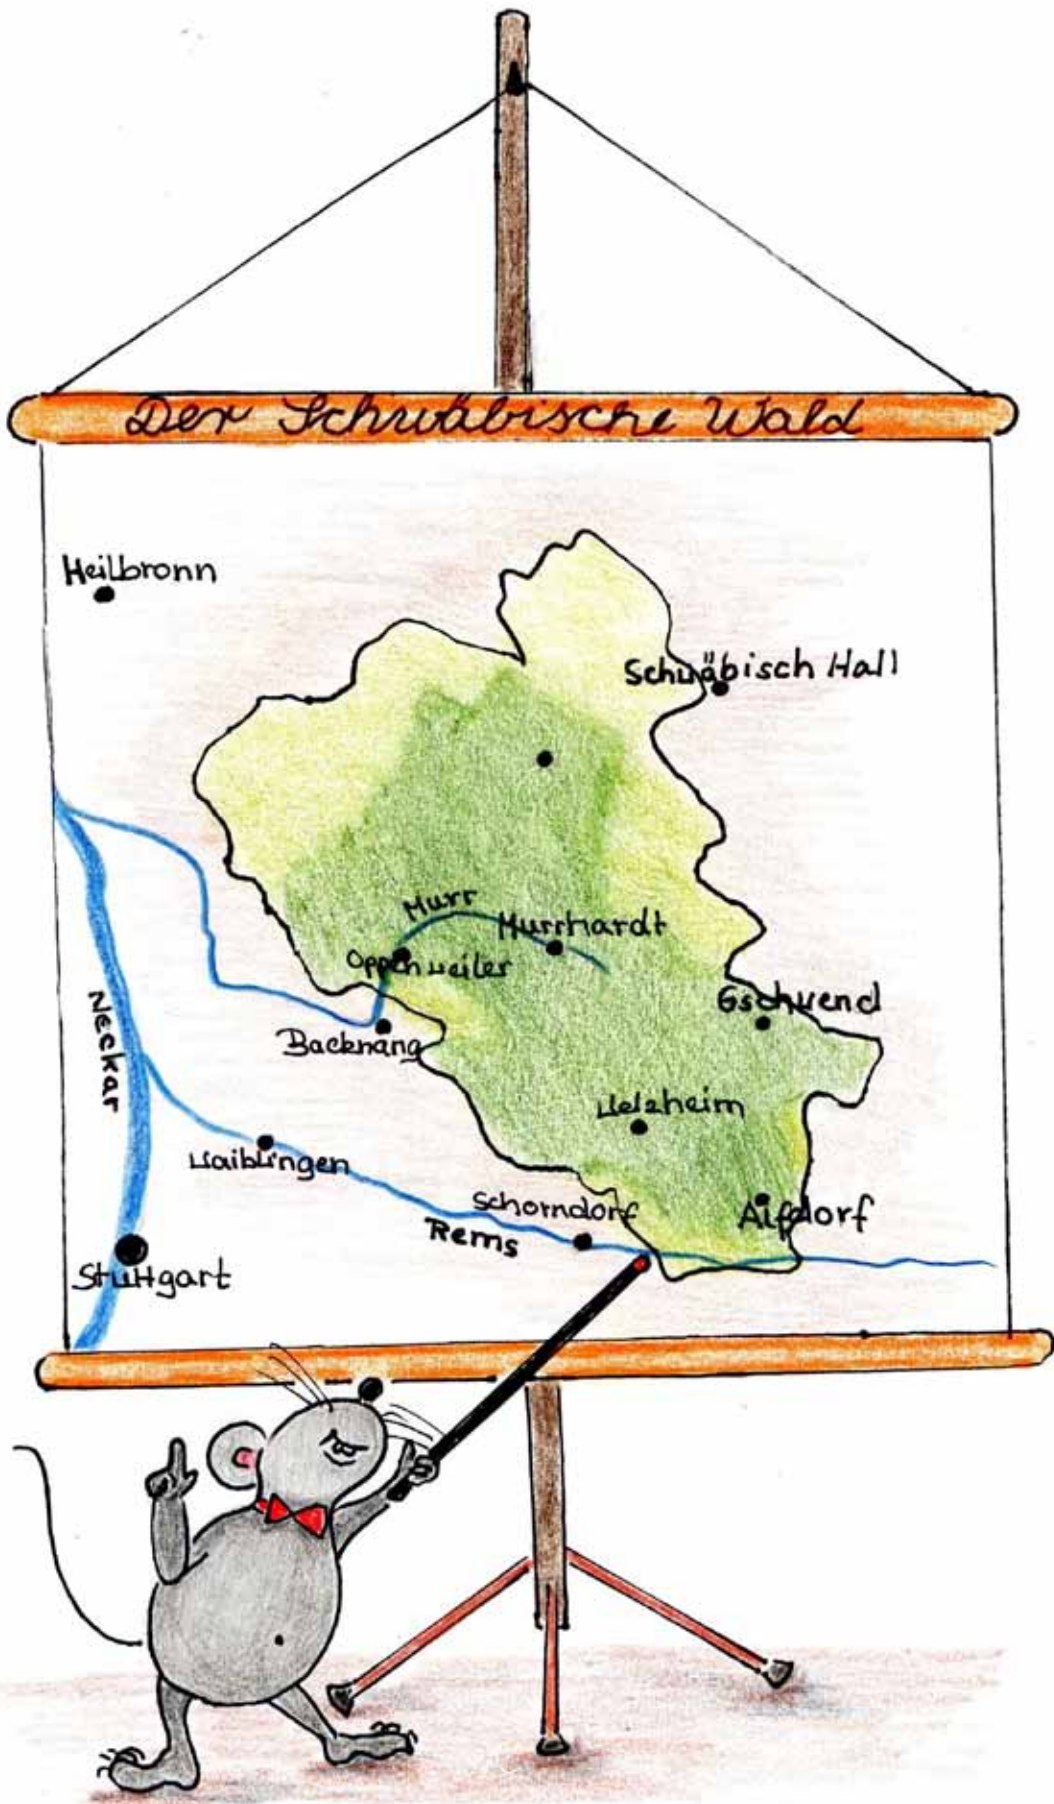 Der Schwäbische Wald
Heilbronn
Schwäbisch Hall
Murr
Murrhardt
Oppenweiler
Gschwend
Neckar
Backnang
Welzheim
Waiblingen
Schorndorf
Alfdorf
Rems
Stuttgart